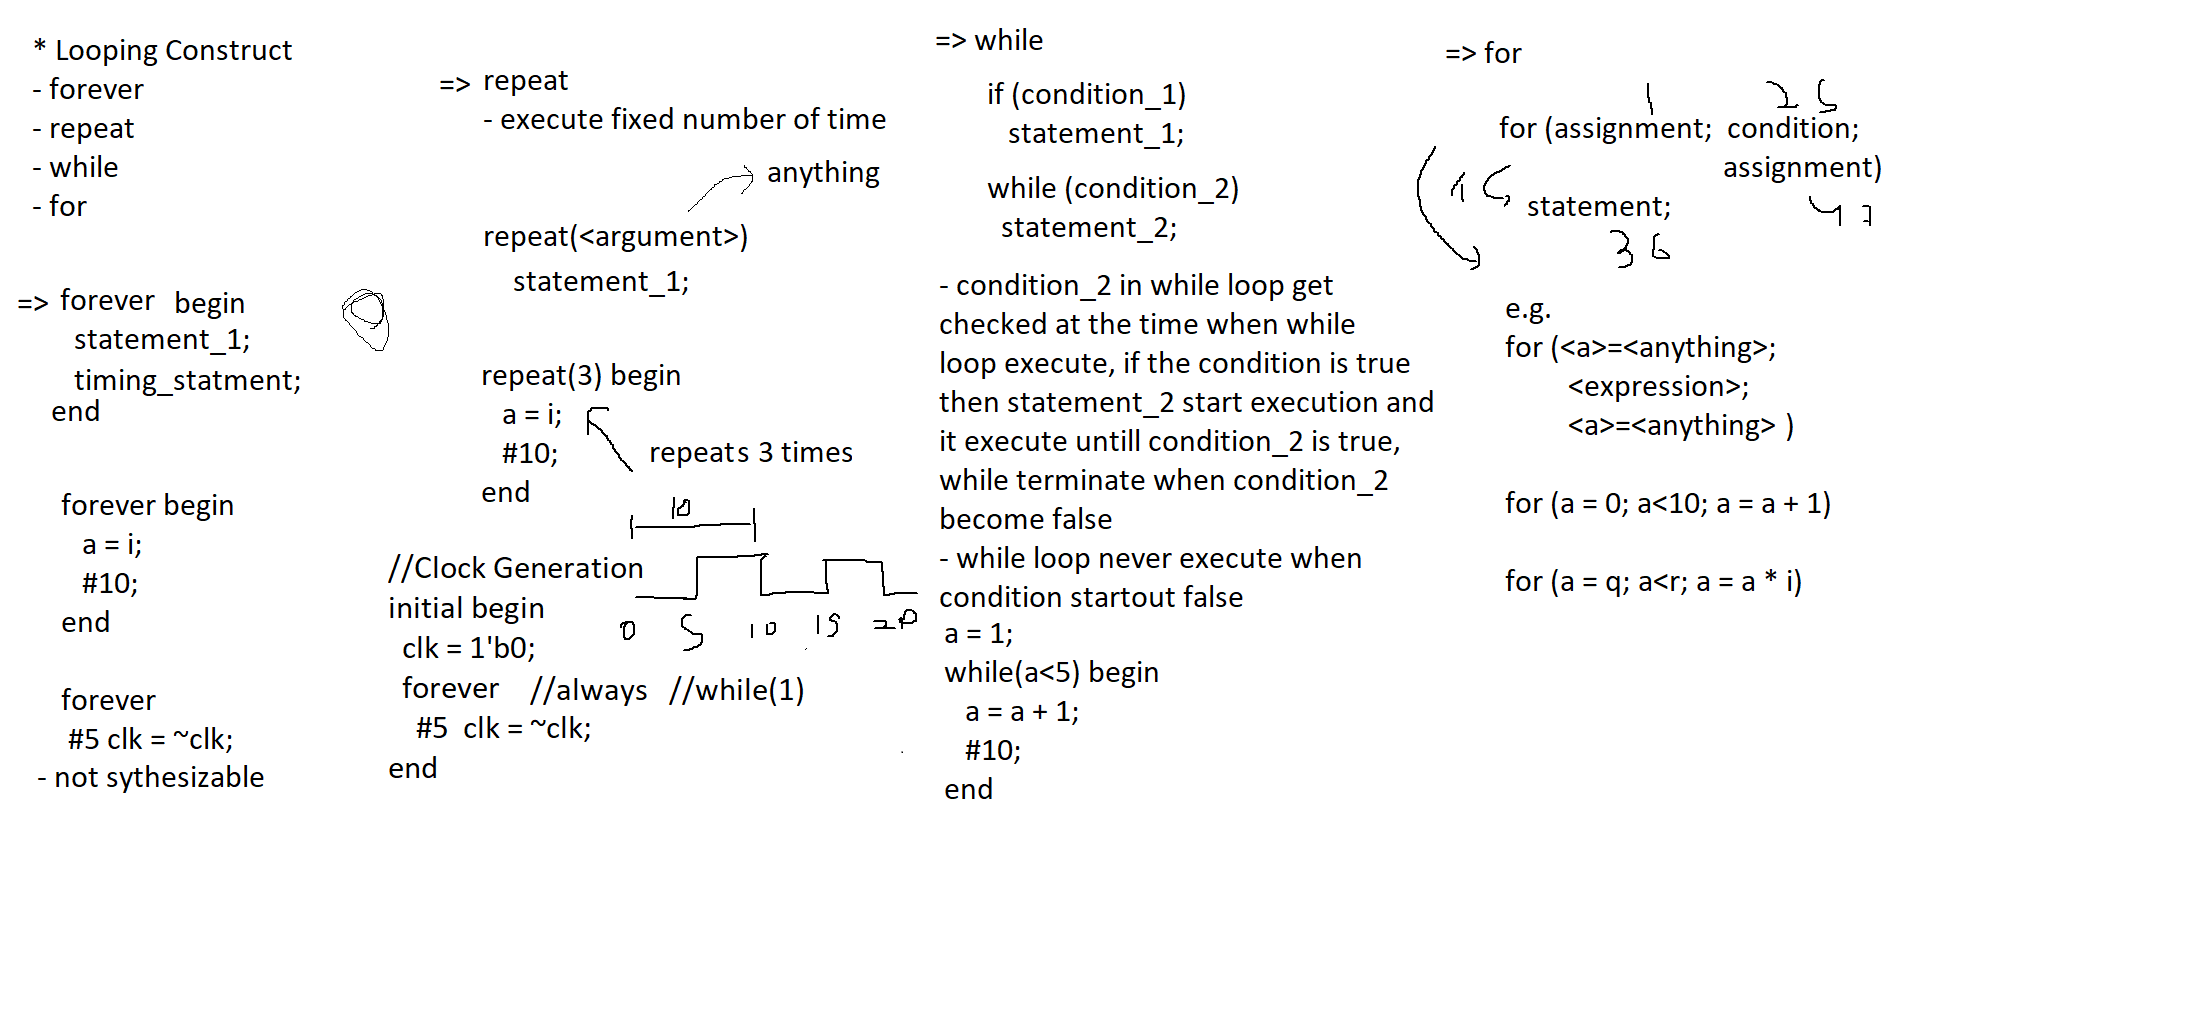 * Looping Construct
- forever
- repeat
- while
- for
=> forever begin
statement_1;
timing_statment;
end
forever begin
a = i;
#10;
end
forever
#5 clk = ~clk;
- not sythesizable
=> repeat
- execute fixed number of time
anything
repeat(<argument>)
statement_1;
repeat(3) begin
a = i;
#10;
end
repeats 3 times
10
//Clock Generation
initial begin
clk = 1'b0;
forever //always //while(1)
#5 clk = ~clk;
end
0 5 10 15 20
=> while
if (condition_1)
statement_1;
while (condition_2)
statement_2;
- condition_2 in while loop get
checked at the time when while
loop execute, if the condition is true
then statement_2 start execution and
it execute untill condition_2 is true,
while terminate when condition_2
become false
- while loop never execute when
condition startout false
a = 1;
while(a<5) begin
a = a + 1;
#10;
end
=> for
1 2 5
for (assignment; condition;
assignment)
statement;
4 7
3 6
e.g.
for (<a>=<anything>;
<expression>;
<a>=<anything> )
for (a = 0; a<10; a = a + 1)
for (a = q; a<r; a = a * i)